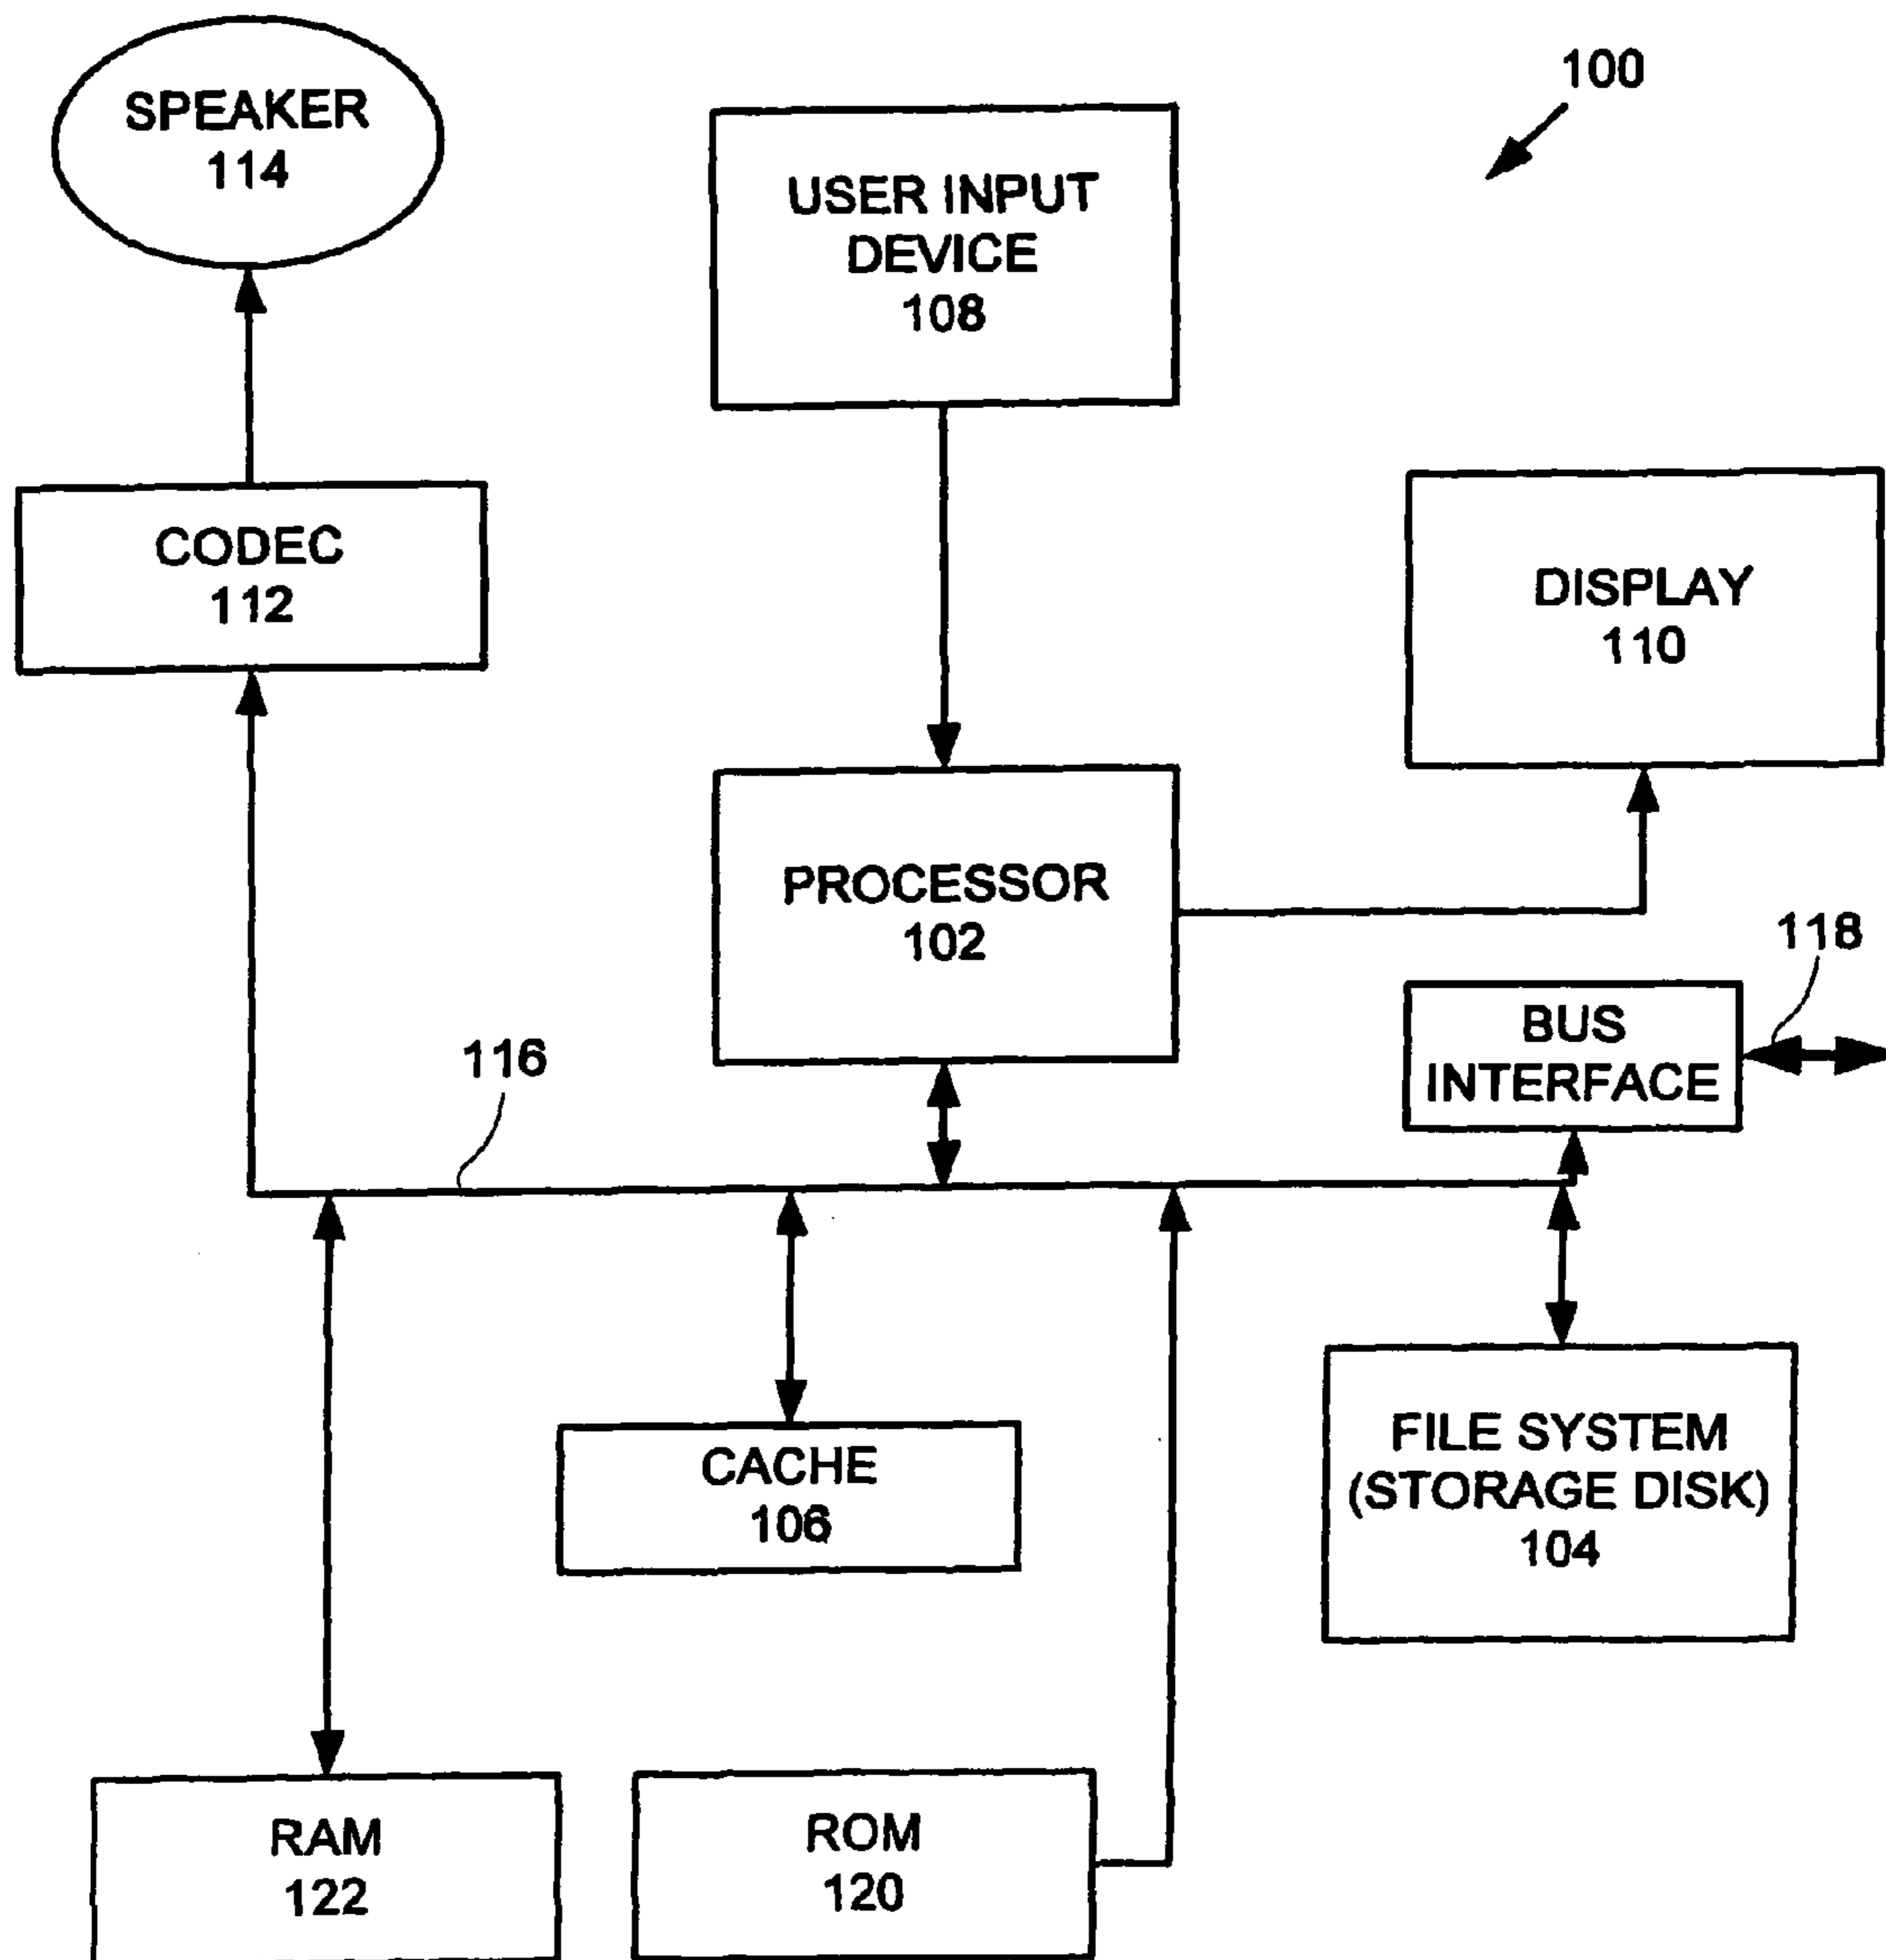 SPEAKER
114
100
USER INPUT
DEVICE
108
CODEC
112
DISPLAY
110
PROCESSOR
102
118
BUS
INTERFACE
116
CACHE
106
FILE SYSTEM
(STORAGE DISK)
104
RAM
122
ROM
120